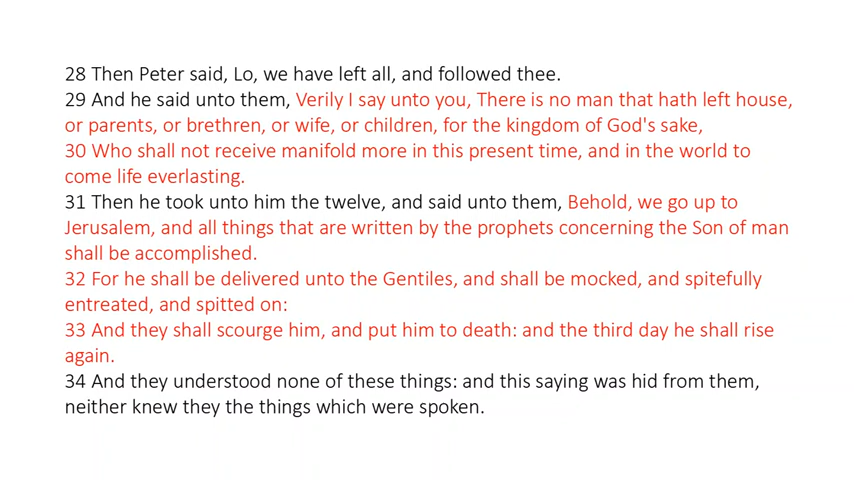 28 Then Peter said, Lo, we have left all, and followed thee.
29 And he said unto them, Verily I say unto you, There is no man that hath left house,
or parents, or brethren, or wife, or children, for the kingdom of God's sake,
30 Who shall not receive manifold more in this present time, and in the world to
come life everlasting.
31 Then he took unto him the twelve, and said unto them, Behold, we go up to
Jerusalem, and all things that are written by the prophets concerning the Son of man
shall be accomplished.
32 For he shall be delivered unto the Gentiles, and shall be mocked, and spitefully
entreated, and spitted on:
33 And they shall scourge him, and put him to death: and the third day he shall rise
again.
34 And they understood none of these things: and this saying was hid from them,
neither knew they the things which were spoken.